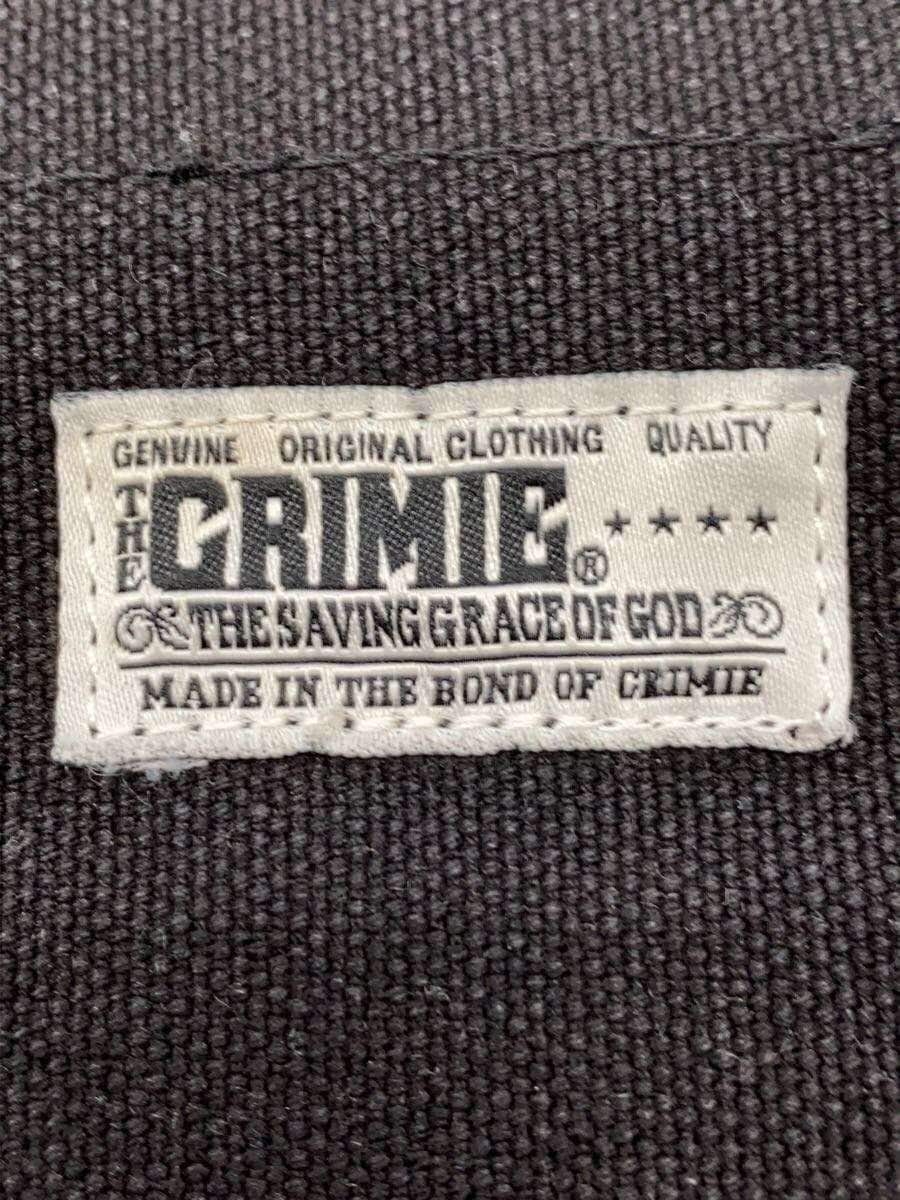 GENUINE ORIGINAL CLOTHING QUALITY
THE CRIMIE® ★★★★
THE SAVING GRACE OF GOD
MADE IN THE BOND OF CRIMIE